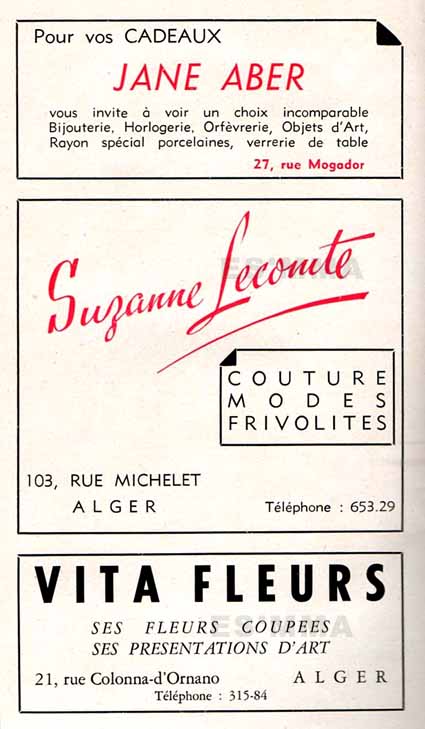 Pour vos CADEAUX
JANE ABER
vous invite à voir un choix incomparable
Bijouterie, Horlogerie, Orfèvrerie, Objets d'Art,
Rayon spécial porcelaines, verrerie de table
27, rue Mogador
Suzanne Lecomte
COUTURE
MODES
FRIVOLITES
103, RUE MICHELET
ALGER Téléphone : 653.29
VITA FLEURS
SES FLEURS COUPEES
SES PRESENTATIONS D'ART
21, rue Colonna-d'Ornano ALGER
Téléphone : 315-84